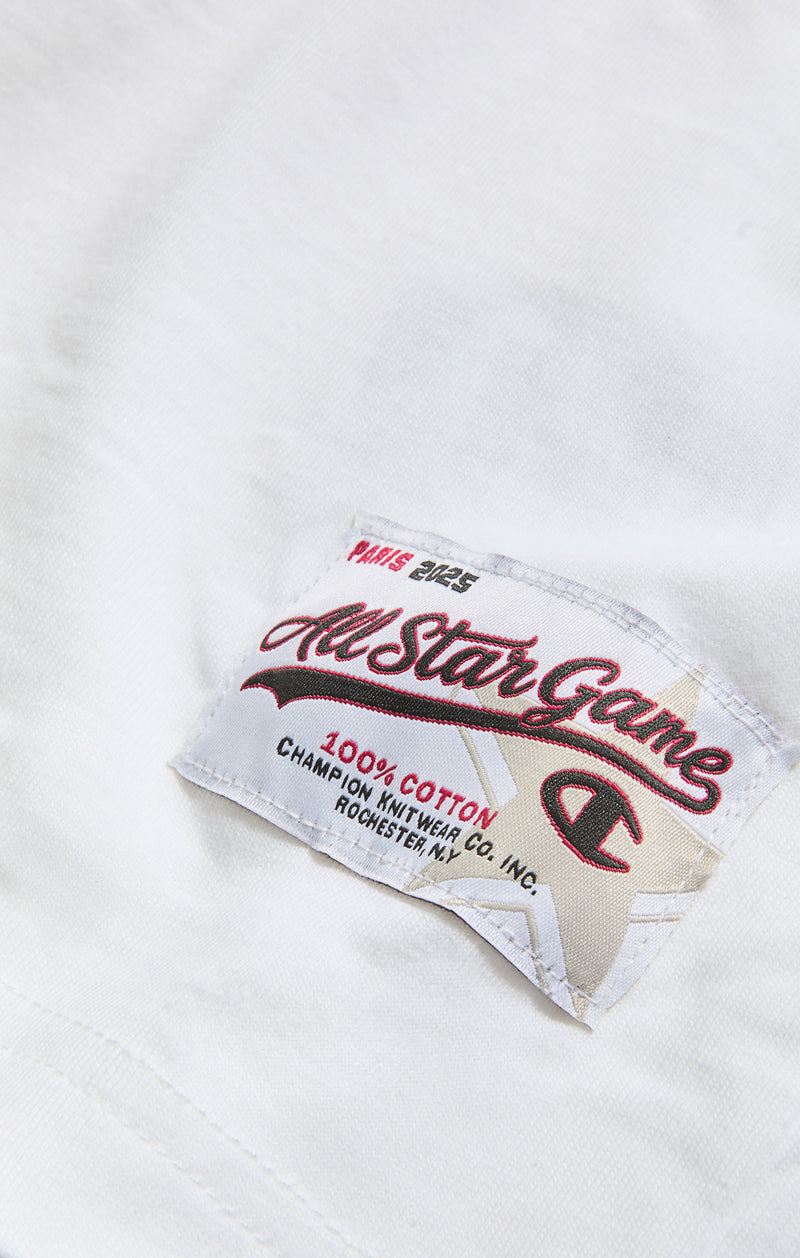 PARIS 2025
All Star Game
100% COTTON
CHAMPION KNITWEAR CO. INC.
ROCHESTER, N.Y